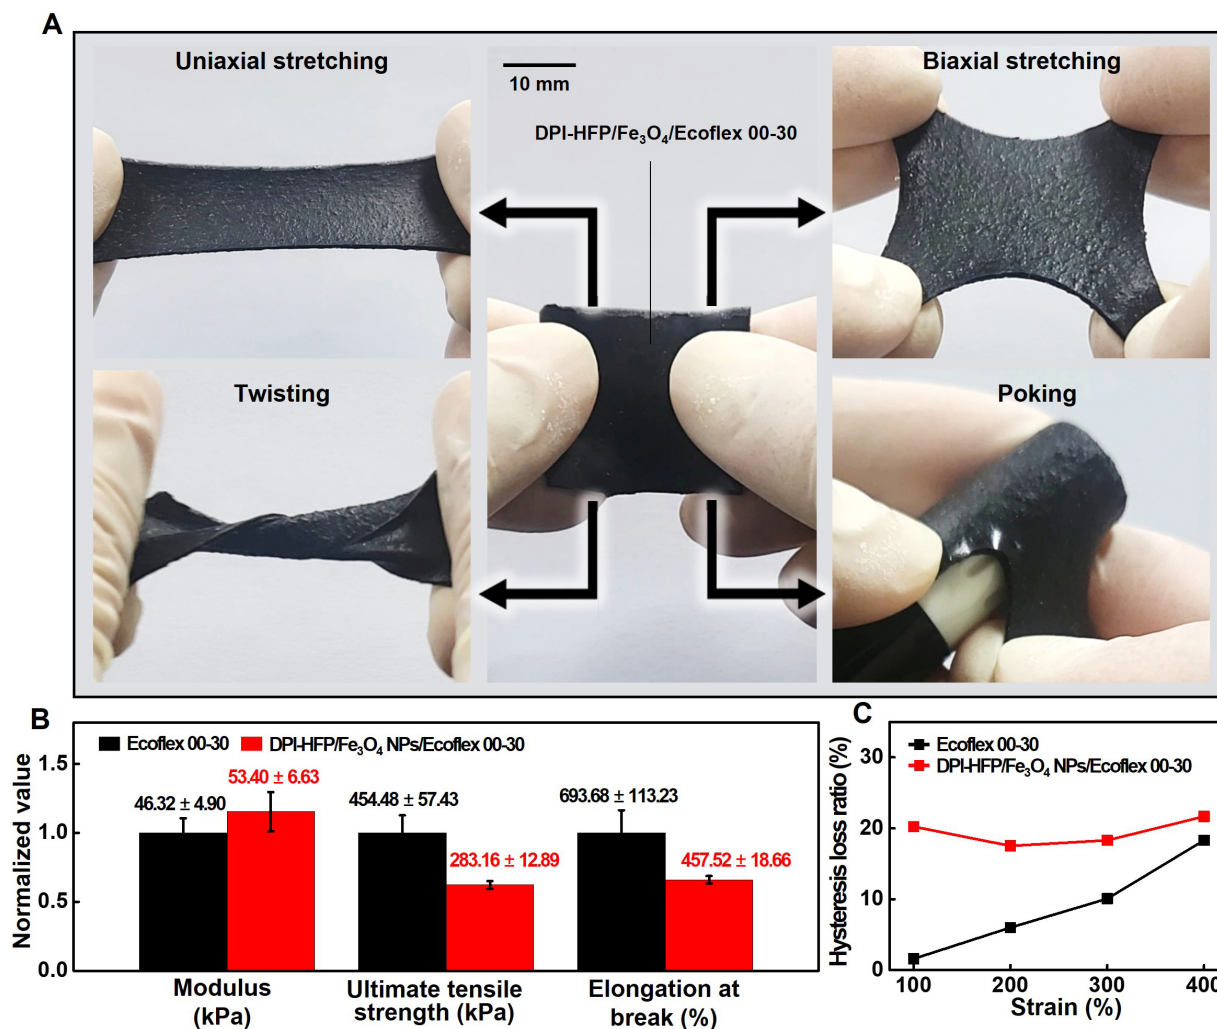 A
Uniaxial stretching
10 mm
Biaxial stretching
DPI-HFP/Fe₃O₄/Ecoflex 00-30
Twisting
Poking
B
Ecoflex 00-30
DPI-HFP/Fe₃O₄ NPs/Ecoflex 00-30
Normalized value
1.5
1.0
0.5
0.0
46.32 ± 4.90
53.40 ± 6.63
454.48 ± 57.43
283.16 ± 12.89
693.68 ± 113.23
457.52 ± 18.66
Modulus
(kPa)
Ultimate tensile
strength (kPa)
Elongation at
break (%)
C
Ecoflex 00-30
DPI-HFP/Fe₃O₄ NPs/Ecoflex 00-30
Hysteresis loss ratio (%)
30
20
10
0
100
200
300
400
Strain (%)